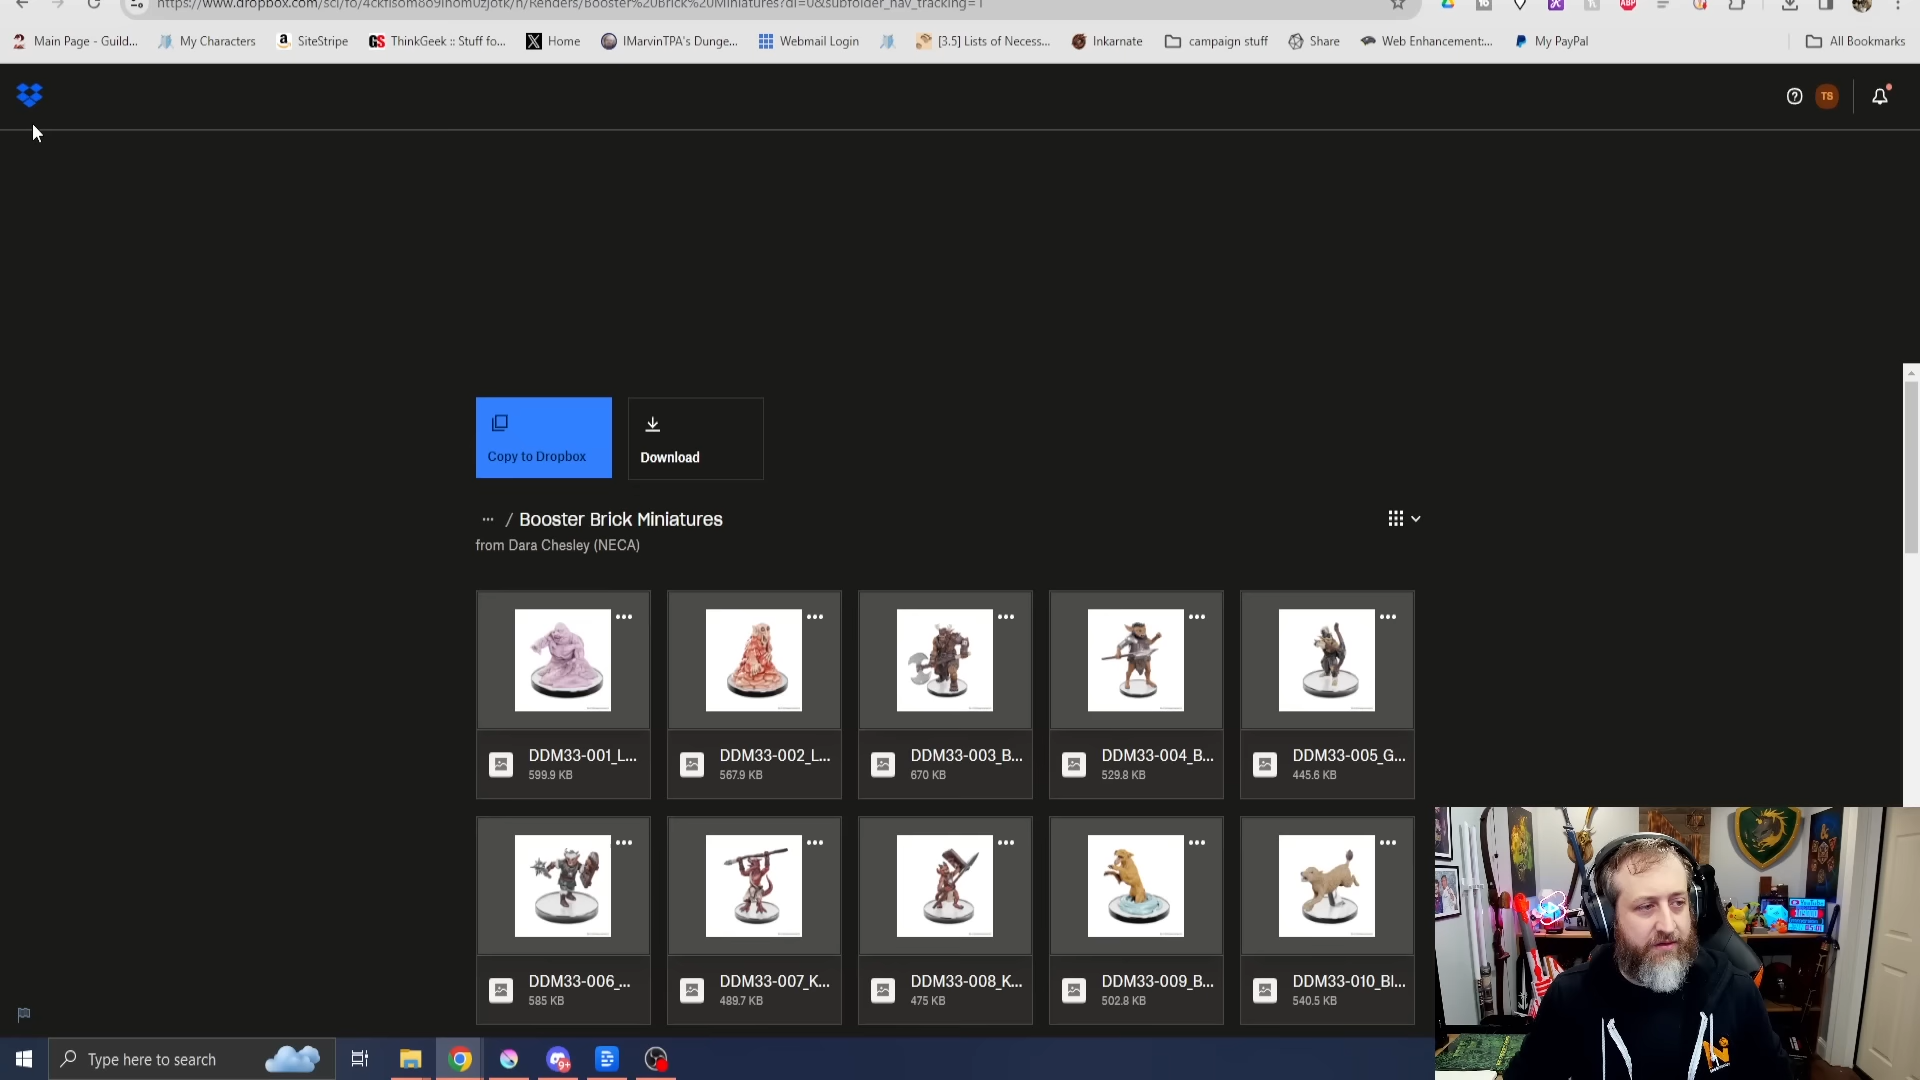 Main Page - Guild...
My Characters
SiteStripe
ThinkGeek :: Stuff fo...
Home
IMarvinTPA's Dunge...
Webmail Login
[3.5] Lists of Necess...
Inkarnate
campaign stuff
Share
Web Enhancement:...
My PayPal
All Bookmarks
TS
Copy to Dropbox
Download
... / Booster Brick Miniatures
from Dara Chesley (NECA)
DDM33-001_L...
599.9 KB
DDM33-002_L...
567.9 KB
DDM33-003_B...
670 KB
DDM33-004_B...
529.8 KB
DDM33-005_G...
445.6 KB
DDM33-006_...
585 KB
DDM33-007_K...
489.7 KB
DDM33-008_K...
475 KB
DDM33-009_B...
502.8 KB
DDM33-010_Bl...
540.5 KB
Type here to search
9+